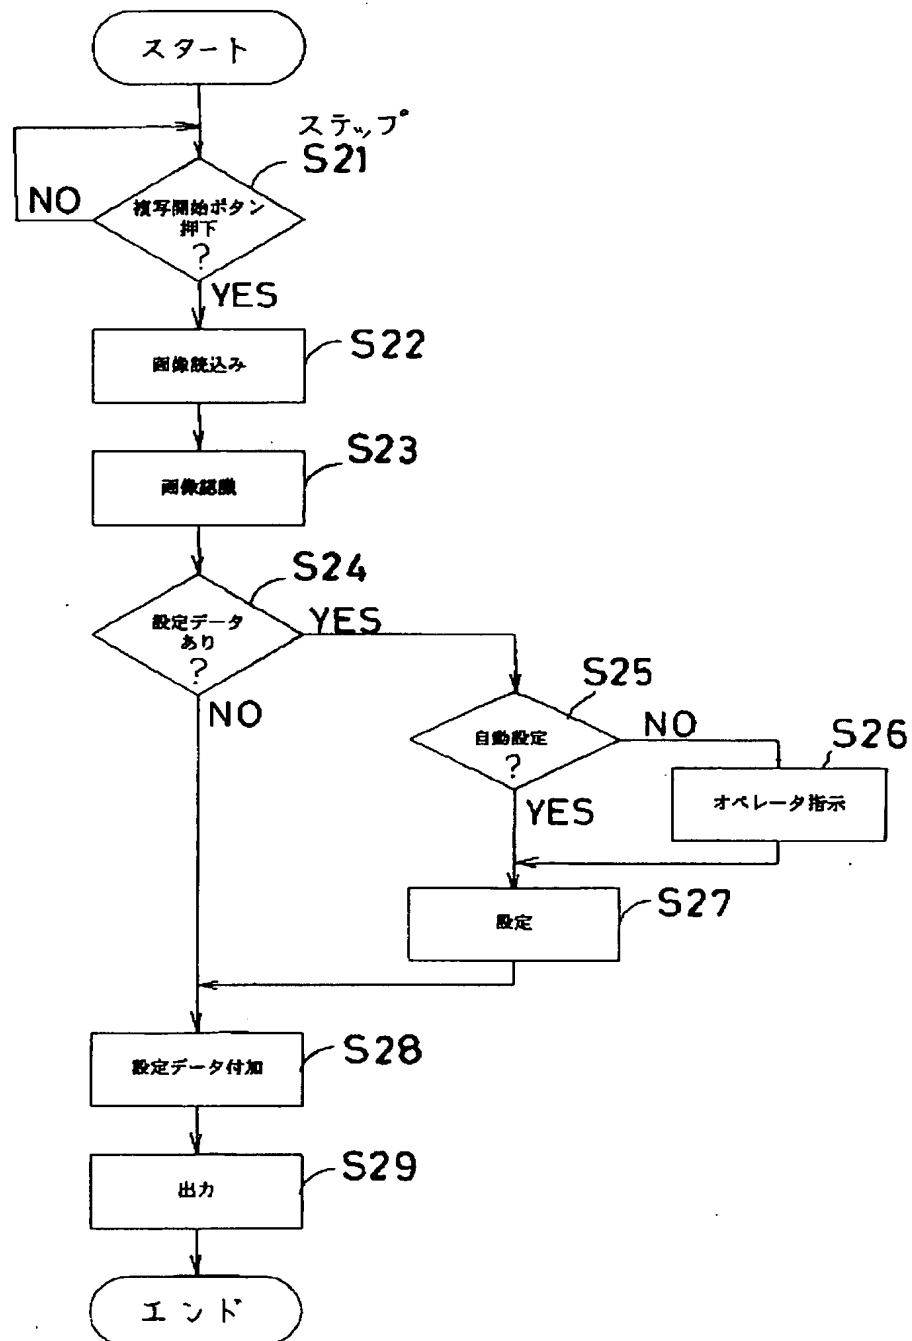 スタート
ステップ
S21
NO
複写開始ボタン
押下
?
YES
S22
画像読込み
S23
画像認識
S24
設定データ
あり
?
YES
NO
S25
自動設定
?
NO
YES
S26
オペレータ指示
S27
設定
S28
設定データ付加
S29
出力
エンド